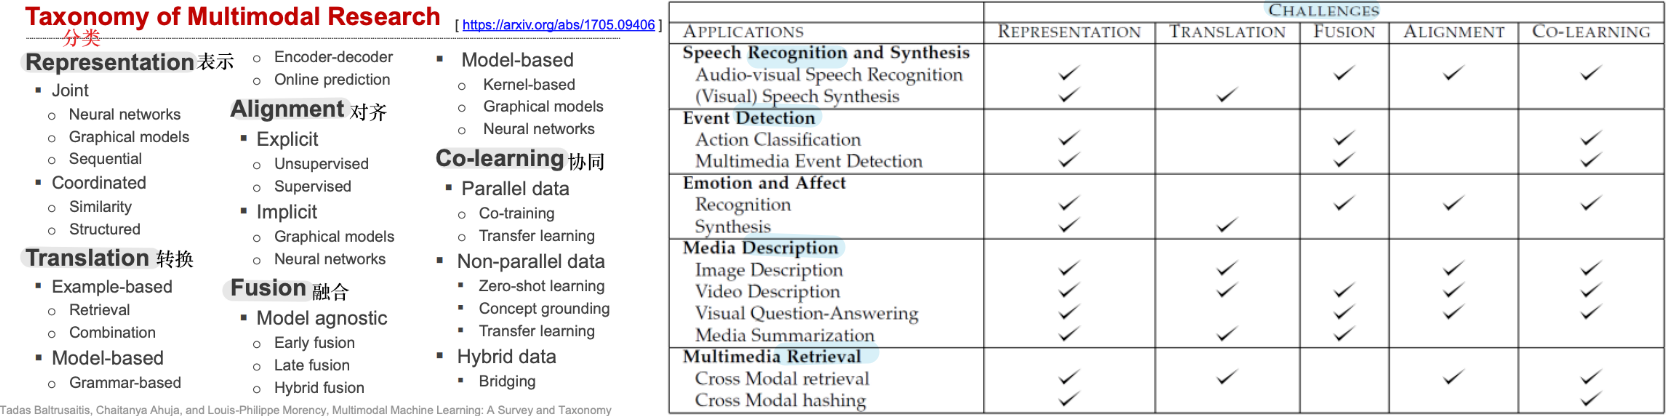 Taxonomy of Multimodal Research [ https://arxiv.org/abs/1705.09406 ]
分类
Representation 表示
Joint
Neural networks
Graphical models
Sequential
Coordinated
Similarity
Structured
Translation 转换
Example-based
Retrieval
Combination
Model-based
Grammar-based
Encoder-decoder
Online prediction
Alignment 对齐
Explicit
Unsupervised
Supervised
Implicit
Graphical models
Neural networks
Fusion 融合
Model agnostic
Early fusion
Late fusion
Hybrid fusion
Model-based
Kernel-based
Graphical models
Neural networks
Co-learning 协同
Parallel data
Co-training
Transfer learning
Non-parallel data
Zero-shot learning
Concept grounding
Transfer learning
Hybrid data
Bridging
Tadas Baltrusaitis, Chaitanya Ahuja, and Louis-Philippe Morency, Multimodal Machine Learning: A Survey and Taxonomy
CHALLENGES
APPLICATIONS REPRESENTATION TRANSLATION FUSION ALIGNMENT CO-LEARNING
Speech Recognition and Synthesis
Audio-visual Speech Recognition ✓ ✓ ✓ ✓
(Visual) Speech Synthesis ✓ ✓
Event Detection
Action Classification ✓ ✓ ✓
Multimedia Event Detection ✓ ✓ ✓
Emotion and Affect
Recognition ✓ ✓ ✓ ✓
Synthesis ✓ ✓
Media Description
Image Description ✓ ✓ ✓ ✓
Video Description ✓ ✓ ✓ ✓ ✓
Visual Question-Answering ✓ ✓ ✓ ✓
Media Summarization ✓ ✓ ✓
Multimedia Retrieval
Cross Modal retrieval ✓ ✓ ✓ ✓
Cross Modal hashing ✓ ✓